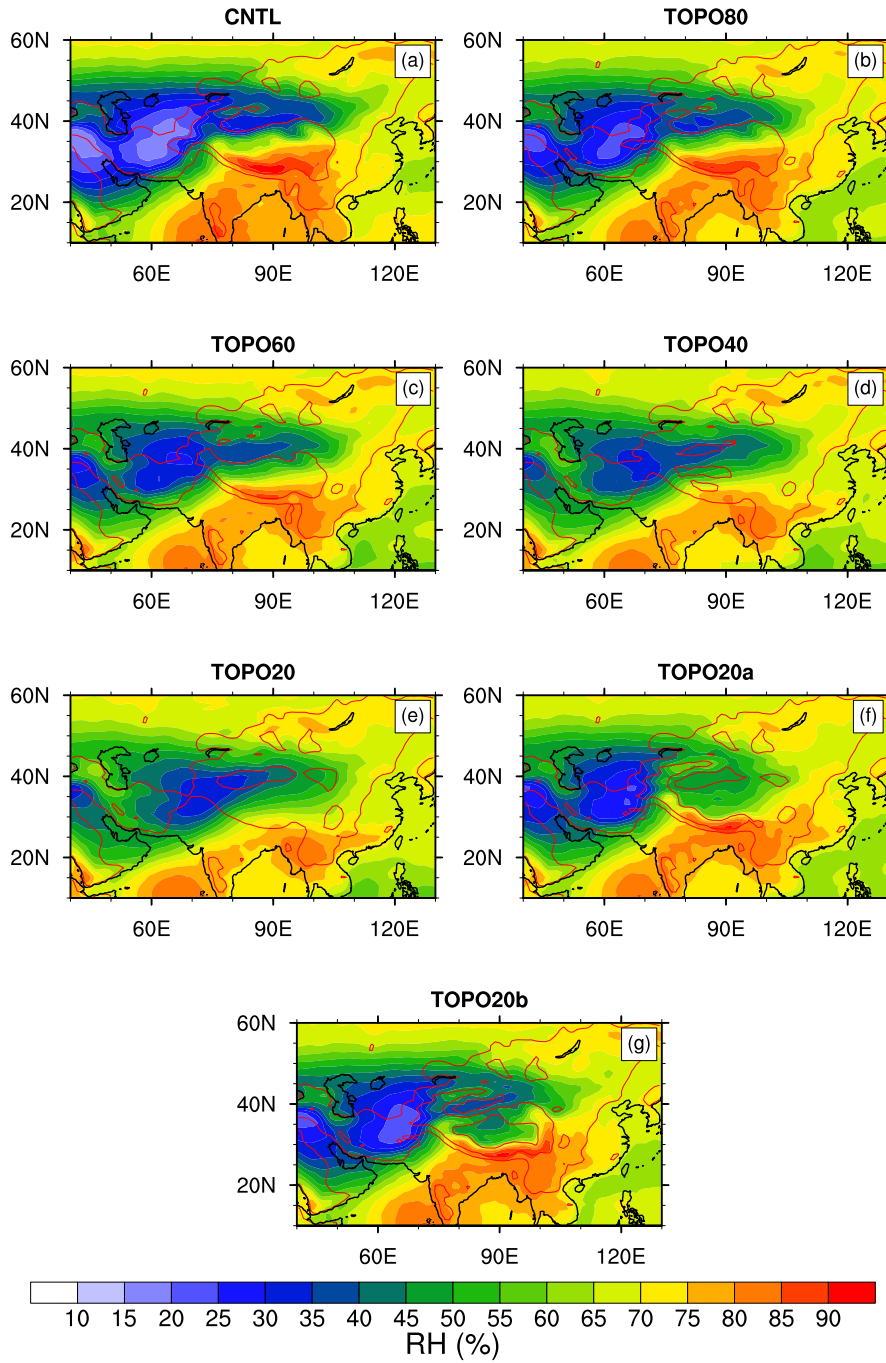 CNTL TOPO80
60N (a) 60N (b)
40N 40N
20N 20N
60E 90E 120E 60E 90E 120E
TOPO60 TOPO40
60N (c) 60N (d)
40N 40N
20N 20N
60E 90E 120E 60E 90E 120E
TOPO20 TOPO20a
60N (e) 60N (f)
40N 40N
20N 20N
60E 90E 120E 60E 90E 120E
TOPO20b
60N (g)
40N
20N
60E 90E 120E
10 15 20 25 30 35 40 45 50 55 60 65 70 75 80 85 90
RH (%)